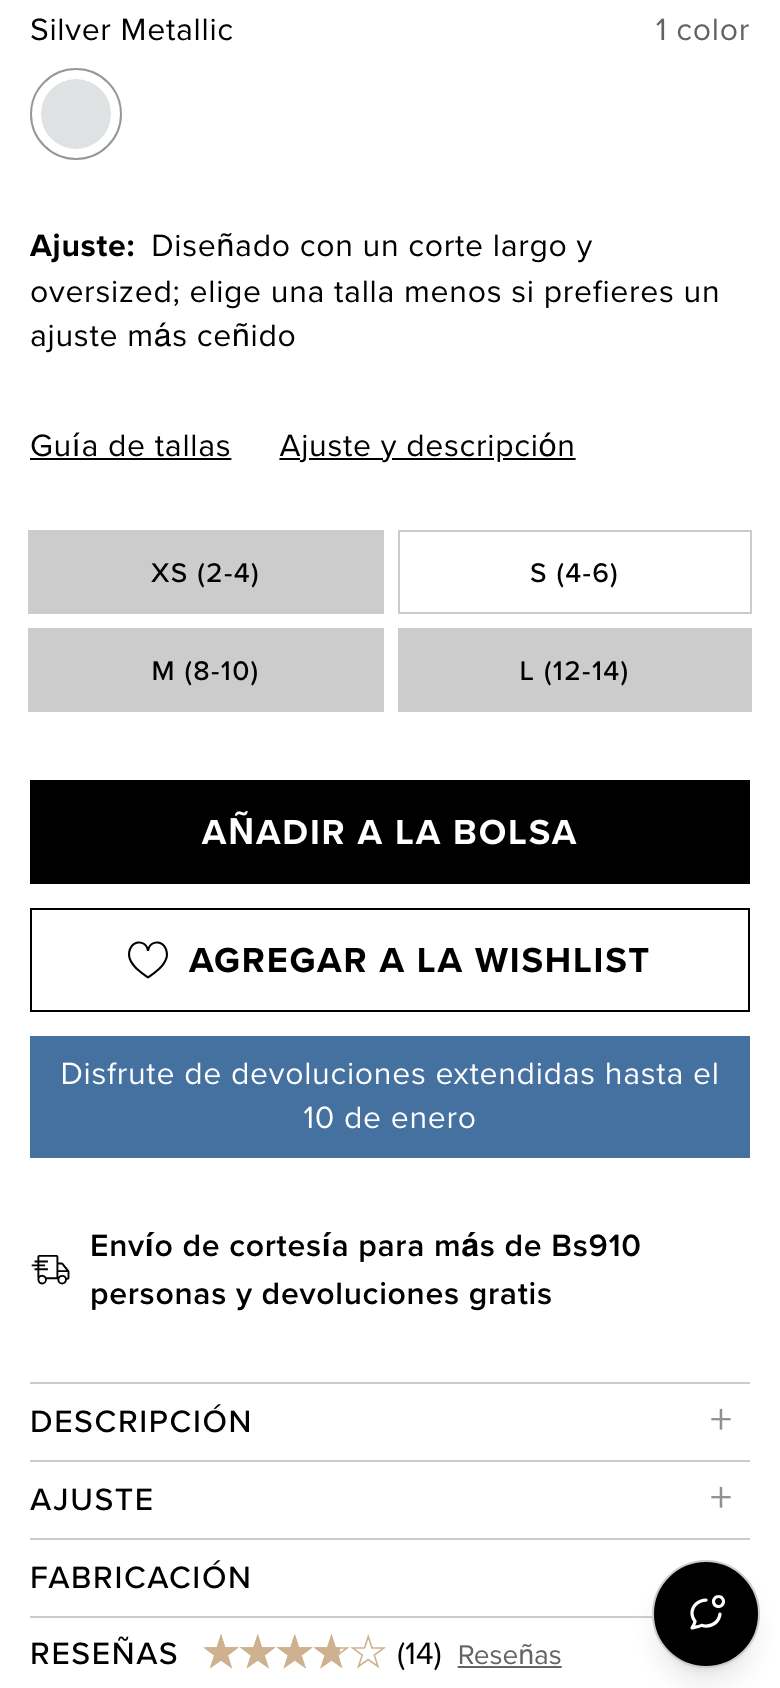 Silver Metallic 1 color
Ajuste: Diseñado con un corte largo y
oversized; elige una talla menos si prefieres un
ajuste más ceñido
Guía de tallas Ajuste y descripción
XS (2-4) S (4-6)
M (8-10) L (12-14)
AÑADIR A LA BOLSA
AGREGAR A LA WISHLIST
Disfrute de devoluciones extendidas hasta el
10 de enero
Envío de cortesía para más de Bs910
personas y devoluciones gratis
DESCRIPCIÓN +
AJUSTE +
FABRICACIÓN
RESEÑAS ★★★★☆ (14) Reseñas